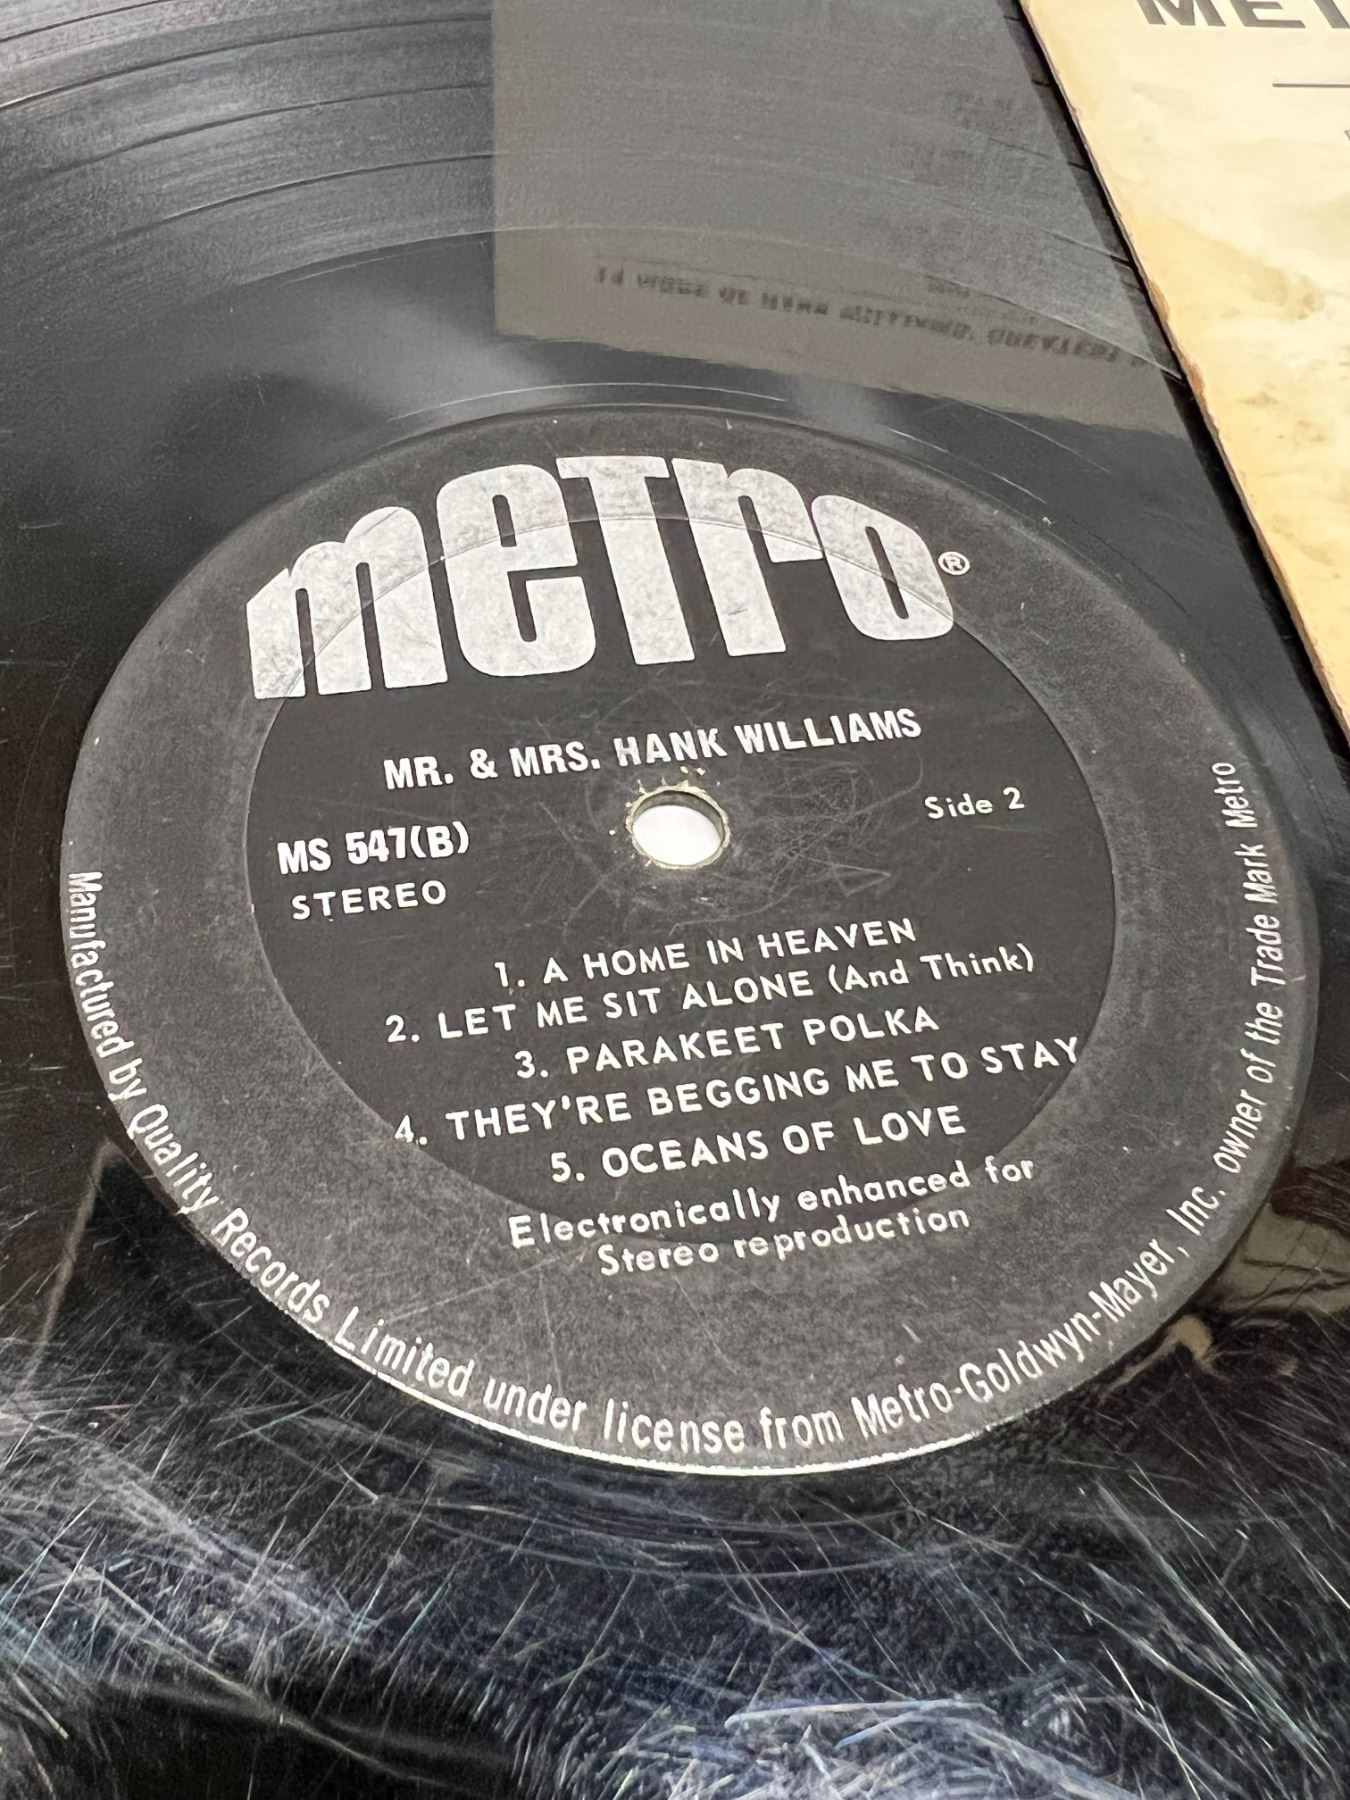 MET
metro®
MR. & MRS. HANK WILLIAMS
MS 547(B)
Side 2
STEREO
1. A HOME IN HEAVEN
2. LET ME SIT ALONE (And Think)
3. PARAKEET POLKA
4. THEY'RE BEGGING ME TO STAY
5. OCEANS OF LOVE
Electronically enhanced for
Stereo reproduction
Manufactured by Quality Records Limited under license from Metro-Goldwyn-Mayer, Inc. owner of the Trade Mark Metro